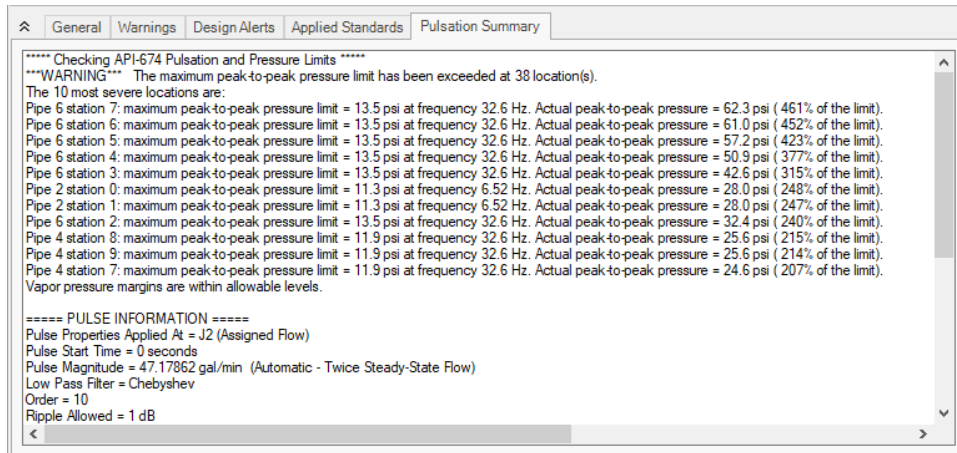 General Warnings Design Alerts Applied Standards Pulsation Summary
***** Checking API-674 Pulsation and Pressure Limits *****
***WARNING*** The maximum peak-to-peak pressure limit has been exceeded at 38 location(s).
The 10 most severe locations are:
Pipe 6 station 7: maximum peak-to-peak pressure limit = 13.5 psi at frequency 32.6 Hz. Actual peak-to-peak pressure = 62.3 psi ( 461% of the limit).
Pipe 6 station 6: maximum peak-to-peak pressure limit = 13.5 psi at frequency 32.6 Hz. Actual peak-to-peak pressure = 61.0 psi ( 452% of the limit).
Pipe 6 station 5: maximum peak-to-peak pressure limit = 13.5 psi at frequency 32.6 Hz. Actual peak-to-peak pressure = 57.2 psi ( 423% of the limit).
Pipe 6 station 4: maximum peak-to-peak pressure limit = 13.5 psi at frequency 32.6 Hz. Actual peak-to-peak pressure = 50.9 psi ( 377% of the limit).
Pipe 6 station 3: maximum peak-to-peak pressure limit = 13.5 psi at frequency 32.6 Hz. Actual peak-to-peak pressure = 42.6 psi ( 315% of the limit).
Pipe 2 station 0: maximum peak-to-peak pressure limit = 11.3 psi at frequency 6.52 Hz. Actual peak-to-peak pressure = 28.0 psi ( 248% of the limit).
Pipe 2 station 1: maximum peak-to-peak pressure limit = 11.3 psi at frequency 6.52 Hz. Actual peak-to-peak pressure = 28.0 psi ( 247% of the limit).
Pipe 6 station 2: maximum peak-to-peak pressure limit = 13.5 psi at frequency 32.6 Hz. Actual peak-to-peak pressure = 32.4 psi ( 240% of the limit).
Pipe 4 station 8: maximum peak-to-peak pressure limit = 11.9 psi at frequency 32.6 Hz. Actual peak-to-peak pressure = 25.6 psi ( 215% of the limit).
Pipe 4 station 9: maximum peak-to-peak pressure limit = 11.9 psi at frequency 32.6 Hz. Actual peak-to-peak pressure = 25.6 psi ( 214% of the limit).
Pipe 4 station 7: maximum peak-to-peak pressure limit = 11.9 psi at frequency 32.6 Hz. Actual peak-to-peak pressure = 24.6 psi ( 207% of the limit).
Vapor pressure margins are within allowable levels.
===== PULSE INFORMATION =====
Pulse Properties Applied At = J2 (Assigned Flow)
Pulse Start Time = 0 seconds
Pulse Magnitude = 47.17862 gal/min (Automatic - Twice Steady-State Flow)
Low Pass Filter = Chebyshev
Order = 10
Ripple Allowed = 1 dB